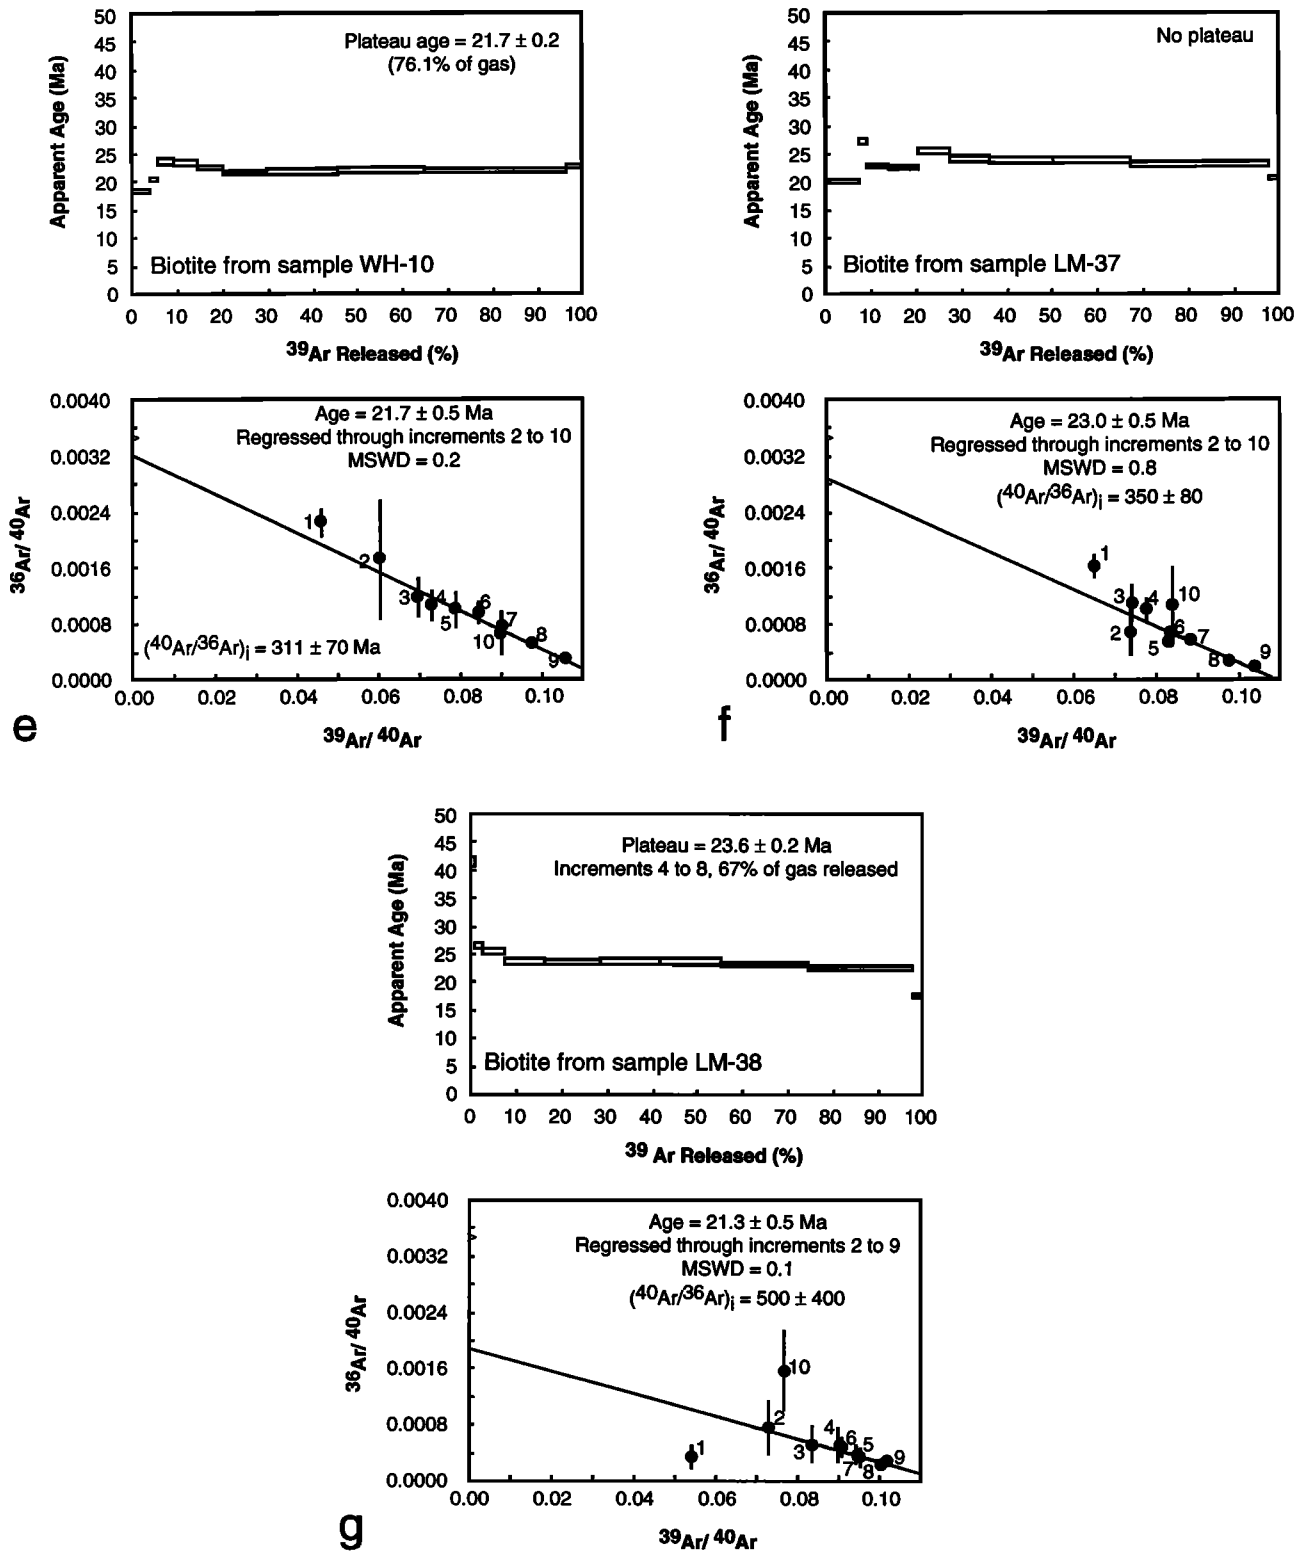 50
45
40
35
30
25
20
15
10
5
0
Apparent Age (Ma)
Plateau age = 21.7 ± 0.2
(76.1% of gas)
Biotite from sample WH-10
0 10 20 30 40 50 60 70 80 90 100
39Ar Released (%)
50
45
40
35
30
25
20
15
10
5
0
Apparent Age (Ma)
No plateau
Biotite from sample LM-37
0 10 20 30 40 50 60 70 80 90 100
39Ar Released (%)
0.0040
0.0032
0.0024
0.0016
0.0008
0.0000
36Ar/ 40Ar
Age = 21.7 ± 0.5 Ma
Regressed through increments 2 to 10
MSWD = 0.2
1
2
3
4
5
6
7
10
8
9
(40Ar/36Ar)i = 311 ± 70 Ma
0.00 0.02 0.04 0.06 0.08 0.10
39Ar/ 40Ar
e
0.0040
0.0032
0.0024
0.0016
0.0008
0.0000
36Ar/ 40Ar
Age = 23.0 ± 0.5 Ma
Regressed through increments 2 to 10
MSWD = 0.8
(40Ar/36Ar)i = 350 ± 80
1
3
4
10
2
6
5
7
8
9
0.00 0.02 0.04 0.06 0.08 0.10
39Ar/ 40Ar
f
50
45
40
35
30
25
20
15
10
5
0
Apparent Age (Ma)
Plateau = 23.6 ± 0.2 Ma
Increments 4 to 8, 67% of gas released
Biotite from sample LM-38
0 10 20 30 40 50 60 70 80 90 100
39 Ar Released (%)
0.0040
0.0032
0.0024
0.0016
0.0008
0.0000
36Ar/ 40Ar
Age = 21.3 ± 0.5 Ma
Regressed through increments 2 to 9
MSWD = 0.1
(40Ar/36Ar)i = 500 ± 400
10
2
1
3
4
6
5
7
8
9
0.00 0.02 0.04 0.06 0.08 0.10
39Ar/ 40Ar
g